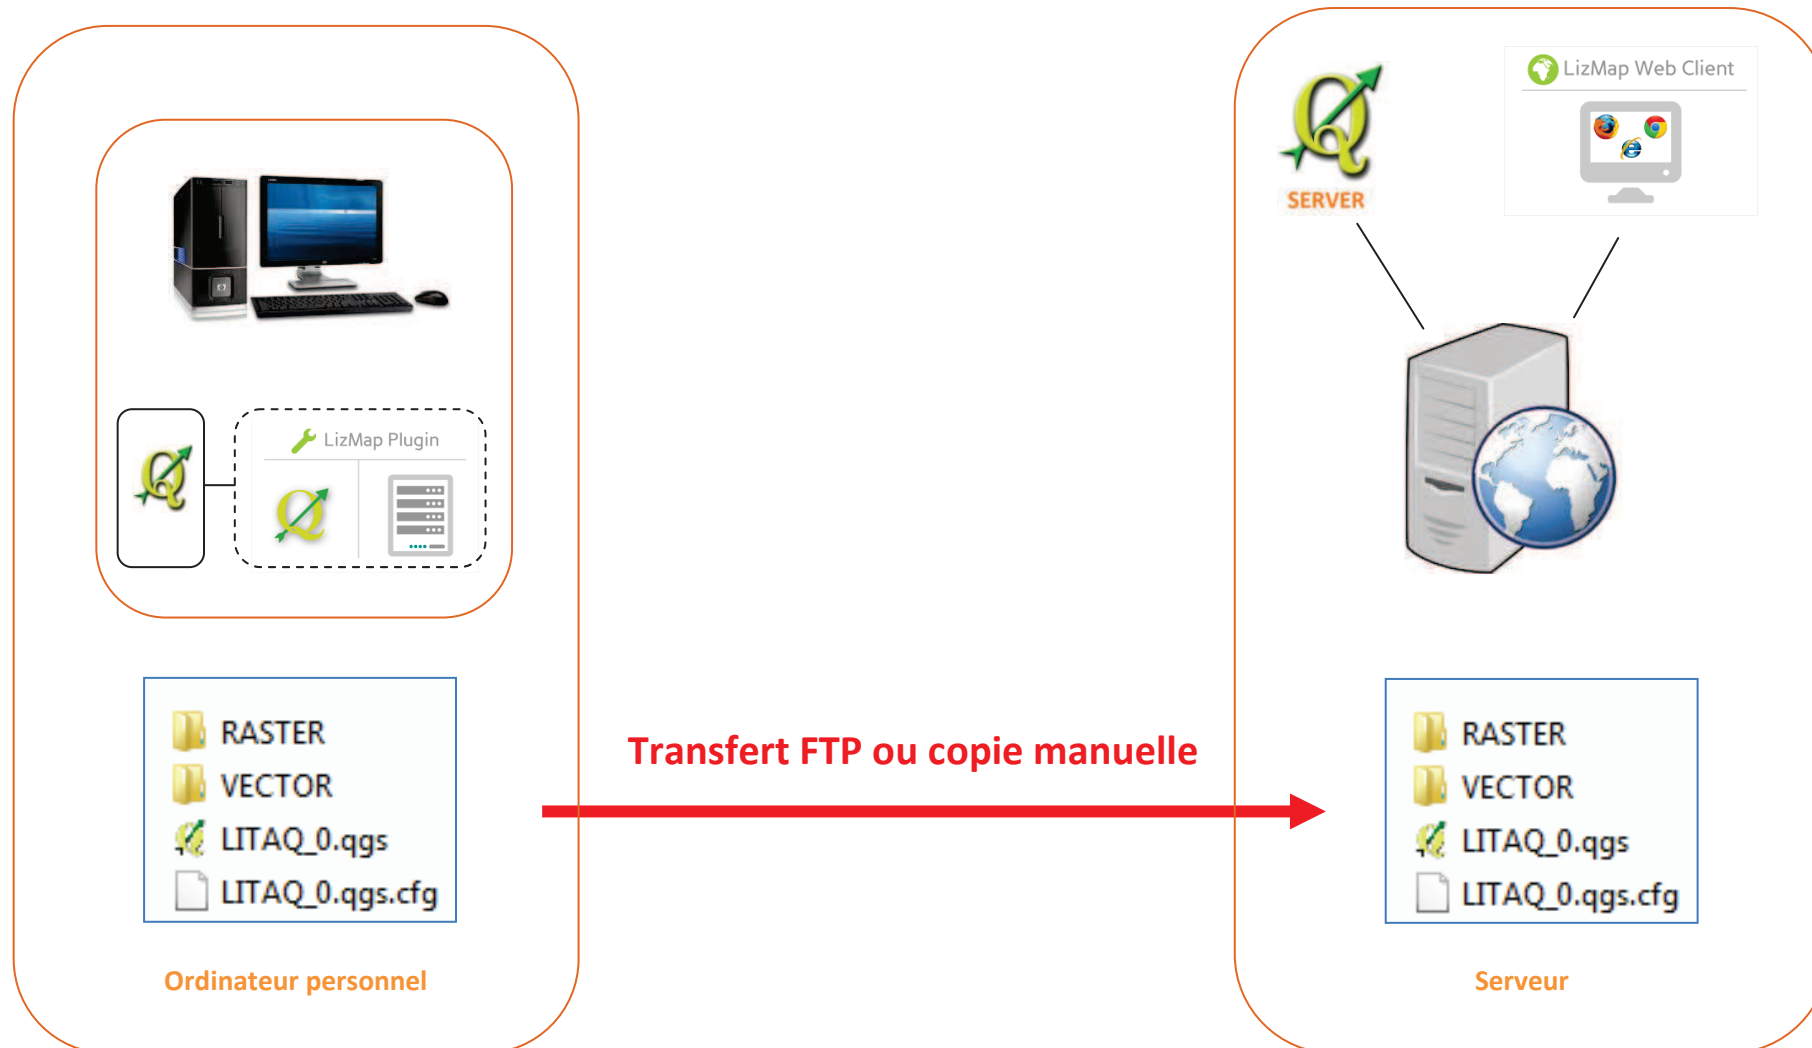 LizMap Web Client
SERVER
LizMap Plugin
RASTER
VECTOR
LITAQ_0.qgs
LITAQ_0.qgs.cfg
Ordinateur personnel
Transfert FTP ou copie manuelle
RASTER
VECTOR
LITAQ_0.qgs
LITAQ_0.qgs.cfg
Serveur